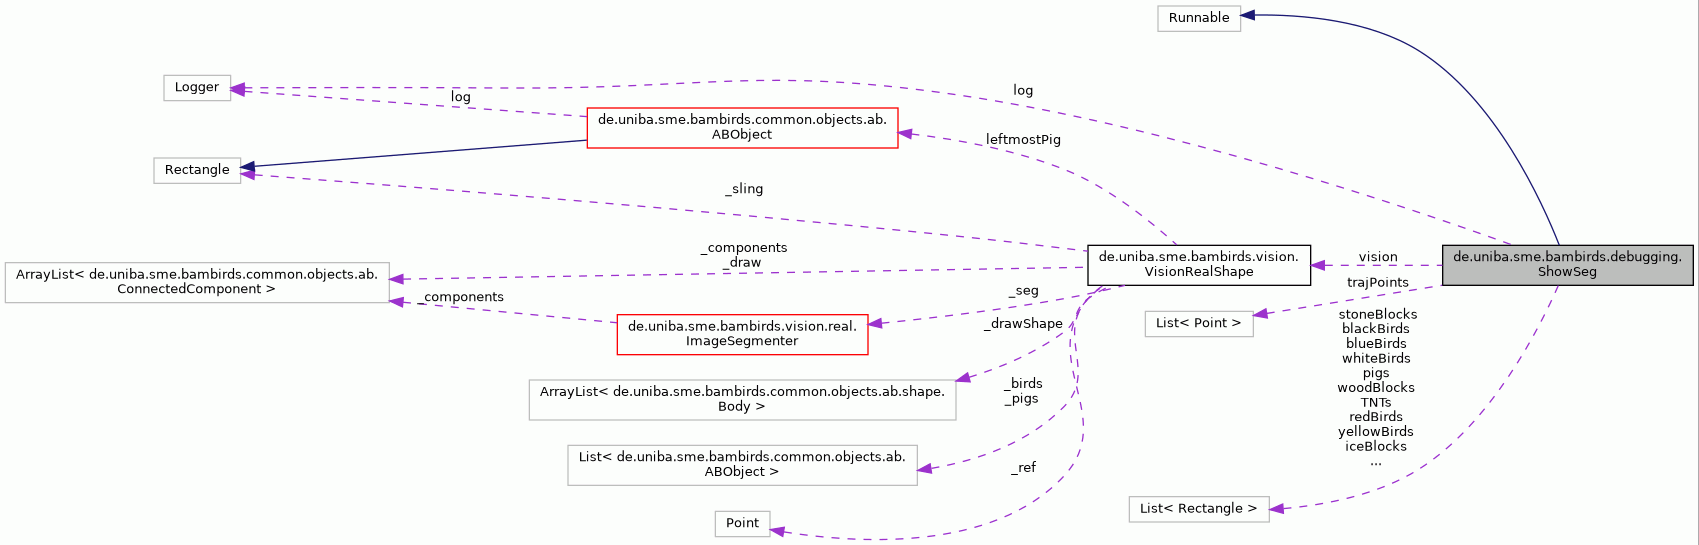 Runnable
Logger
log
log
de.uniba.sme.bambirds.common.objects.ab.
ABObject
leftmostPig
Rectangle
_sling
_components
_draw
de.uniba.sme.bambirds.vision.
VisionRealShape
vision
de.uniba.sme.bambirds.debugging.
ShowSeg
ArrayList< de.uniba.sme.bambirds.common.objects.ab.
ConnectedComponent >
_components
_seg
trajPoints
de.uniba.sme.bambirds.vision.real.
ImageSegmenter
_drawShape
List< Point >
stoneBlocks
blackBirds
blueBirds
whiteBirds
pigs
woodBlocks
TNTs
redBirds
yellowBirds
iceBlocks
...
ArrayList< de.uniba.sme.bambirds.common.objects.ab.shape.
Body >
_birds
_pigs
List< de.uniba.sme.bambirds.common.objects.ab.
ABObject >
_ref
List< Rectangle >
Point